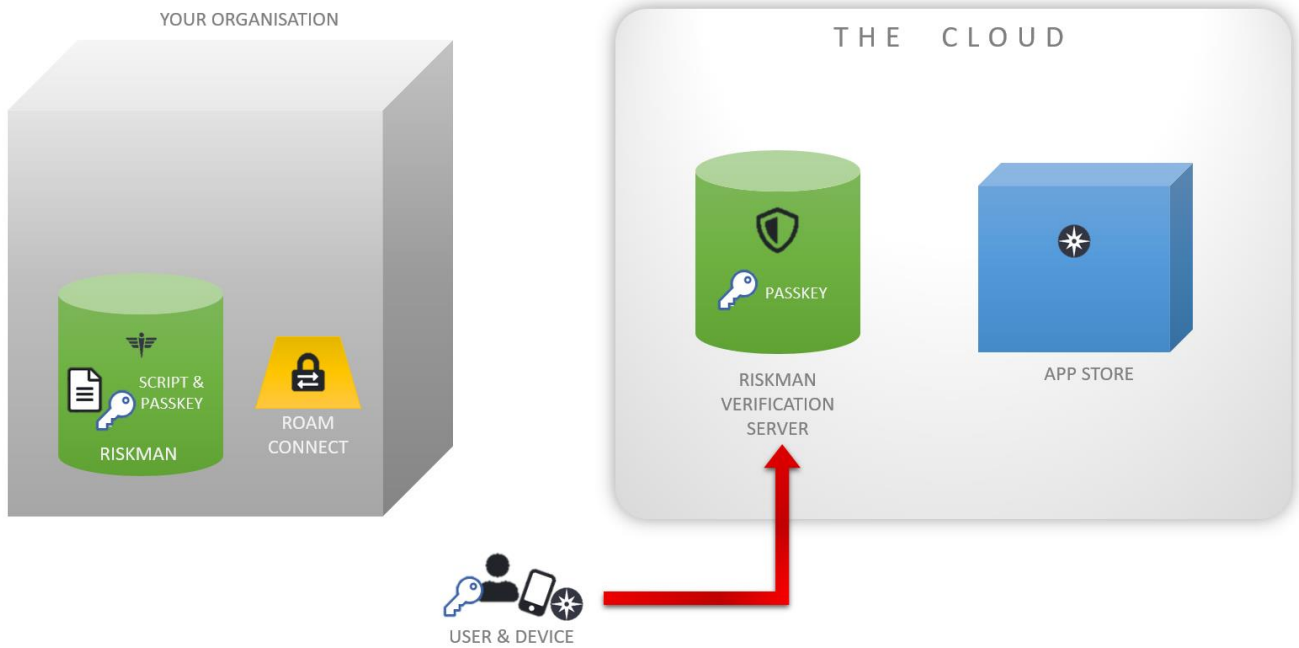 YOUR ORGANISATION
THE CLOUD
SCRIPT &
PASSKEY
RISKMAN
ROAM
CONNECT
PASSKEY
RISKMAN
VERIFICATION
SERVER
APP STORE
USER & DEVICE